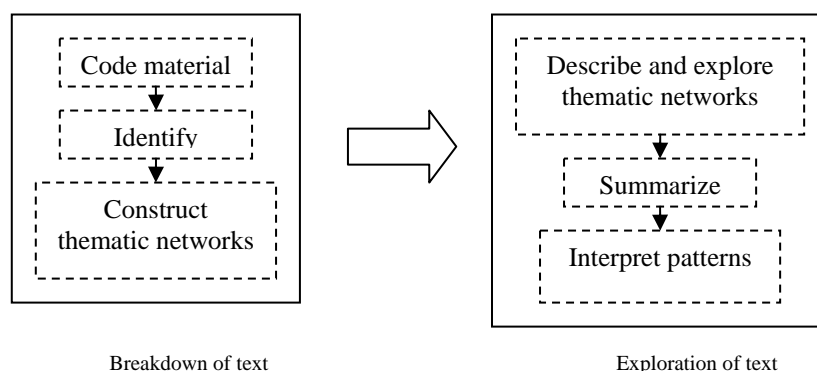 Code material
Identify
Construct
thematic networks
Breakdown of text
Describe and explore
thematic networks
Summarize
Interpret patterns
Exploration of text